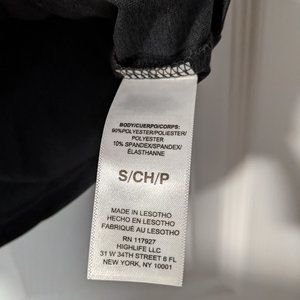 BODY/CUERPO/CORPS:
90%POLYESTER/POLIESTER/
POLYESTER
10% SPANDEX/SPANDEX/
ÉLASTHANNE
S/CH/P
MADE IN LESOTHO
HECHO EN LESOTHO
FABRIQUÉ AU LESOTHO
RN 117927
HIGHLIFE LLC
31 W 34TH STREET 6 FL
NEW YORK, NY 10001